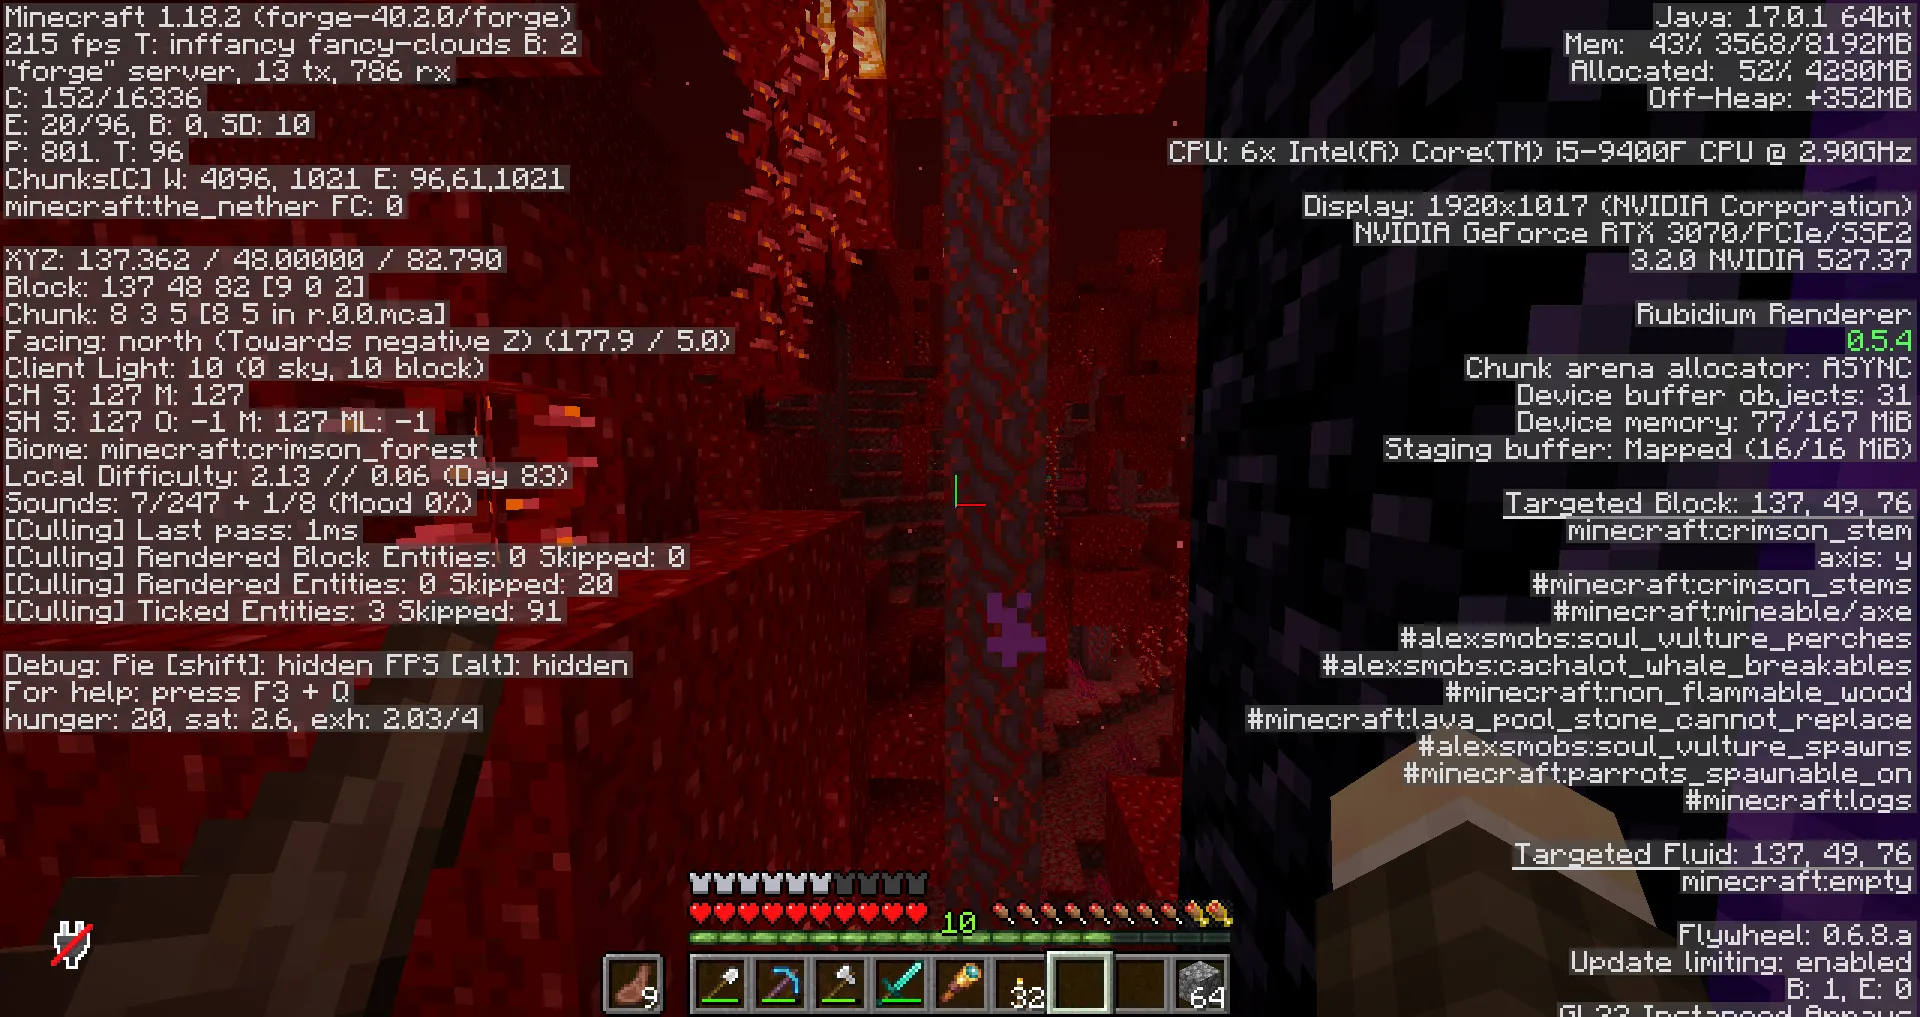 Minecraft 1.18.2 (forge-40.2.0/forge)
215 fps T: inffancy fancy-clouds B: 2
"forge" server, 13 tx, 786 rx
C: 152/16336
E: 20/96, B: 0, SD: 10
P: 801. T: 96
Chunks[C] W: 4096, 1021 E: 96,61,1021
minecraft:the_nether FC: 0
XYZ: 137.362 / 48.00000 / 82.790
Block: 137 48 82 [9 0 2]
Chunk: 8 3 5 [8 5 in r.0.0.mca]
Facing: north (Towards negative Z) (177.9 / 5.0)
Client Light: 10 (0 sky, 10 block)
CH S: 127 M: 127
SH S: 127 O: -1 M: 127 ML: -1
Biome: minecraft:crimson_forest
Local Difficulty: 2.13 // 0.06 (Day 83)
Sounds: 7/247 + 1/8 (Mood 0%)
[Culling] Last pass: 1ms
[Culling] Rendered Block Entities: 0 Skipped: 0
[Culling] Rendered Entities: 0 Skipped: 20
[Culling] Ticked Entities: 3 Skipped: 91
Debug: Pie [shift]: hidden FPS [alt]: hidden
For help: press F3 + Q
hunger: 20, sat: 2.6, exh: 2.03/4
Java: 17.0.1 64bit
Mem: 43% 3568/8192MB
Allocated: 52% 4280MB
Off-Heap: +352MB
CPU: 6x Intel(R) Core(TM) i5-9400F CPU @ 2.90GHz
Display: 1920x1017 (NVIDIA Corporation)
NVIDIA GeForce RTX 3070/PCIe/SSE2
3.2.0 NVIDIA 527.37
Rubidium Renderer
0.5.4
Chunk arena allocator: ASYNC
Device buffer objects: 31
Device memory: 77/167 MiB
Staging buffer: Mapped (16/16 MiB)
Targeted Block: 137, 49, 76
minecraft:crimson_stem
axis: y
#minecraft:crimson_stems
#minecraft:mineable/axe
#alexsmobs:soul_vulture_perches
#alexsmobs:cachalot_whale_breakables
#minecraft:non_flammable_wood
#minecraft:lava_pool_stone_cannot_replace
#alexsmobs:soul_vulture_spawns
#minecraft:parrots_spawnable_on
#minecraft:logs
Targeted Fluid: 137, 49, 76
minecraft:empty
Flywheel: 0.6.8.a
Update limiting: enabled
B: 1, E: 0
GL33 Instanced Arrays
10
9
32
64